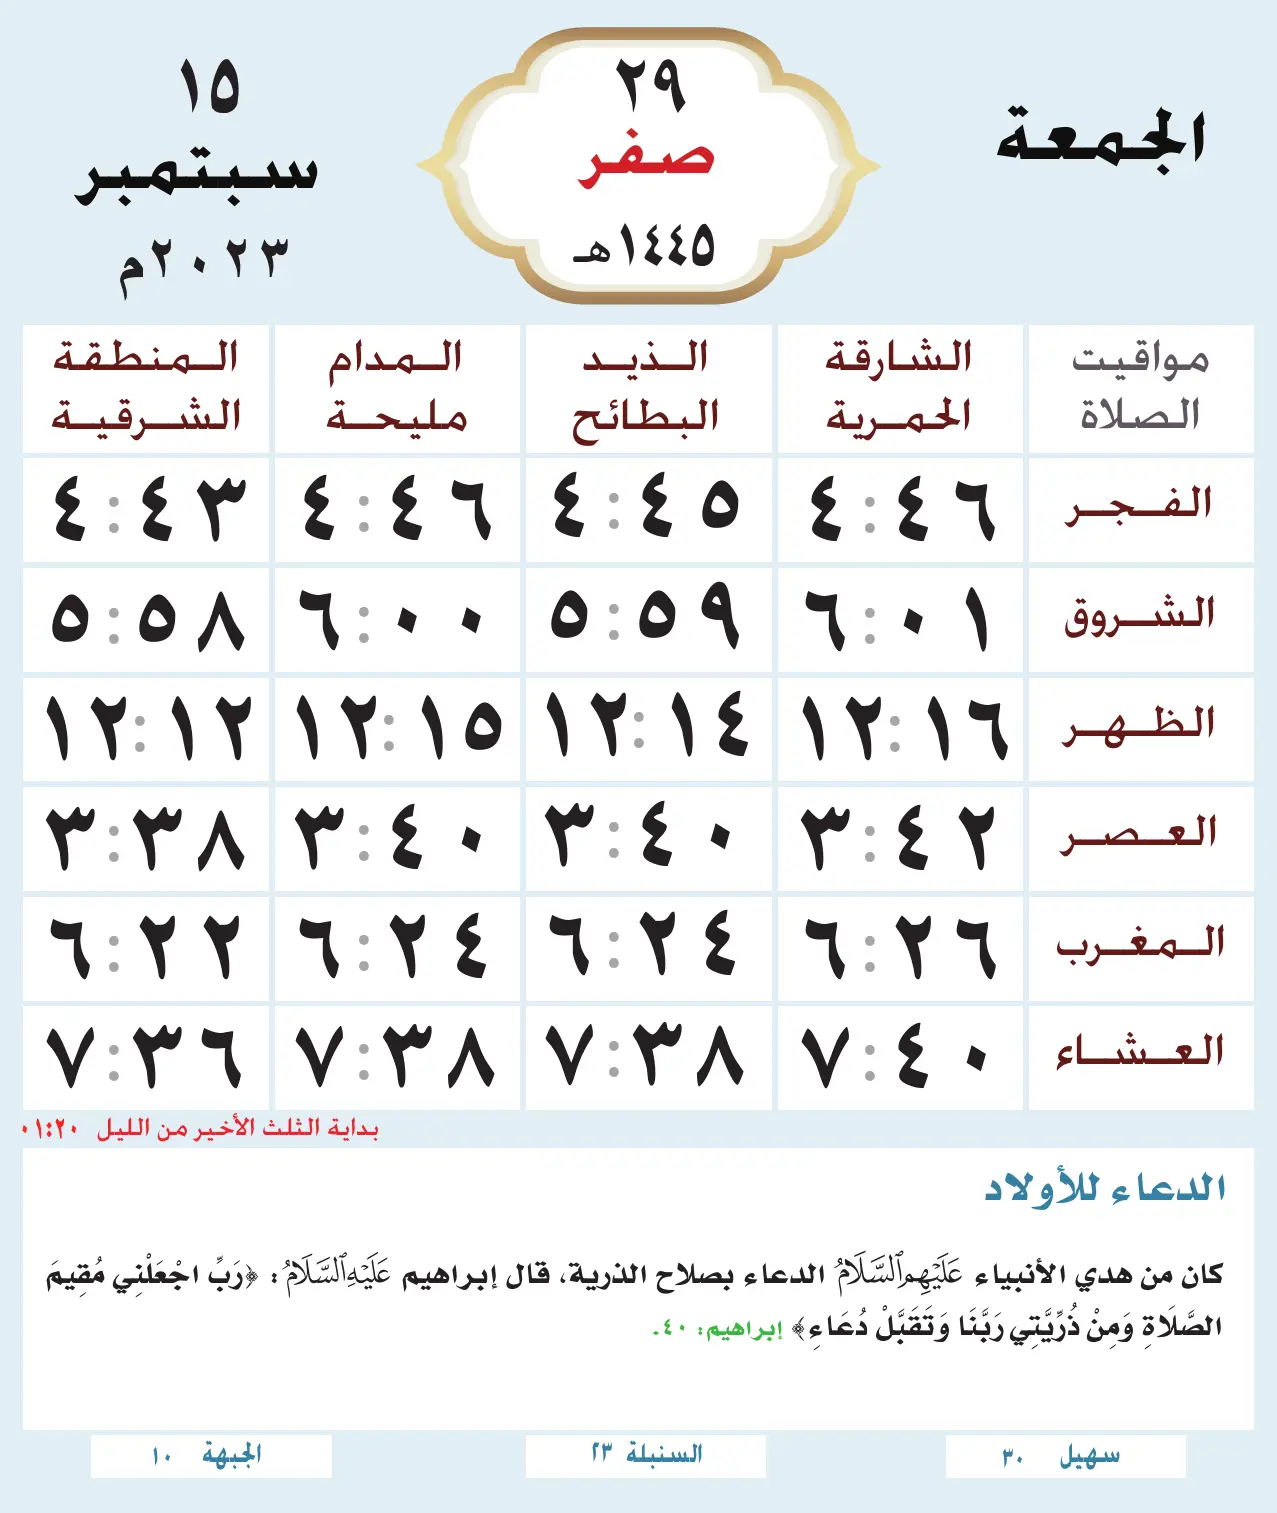 الجمعة
٢٩
صفر
١٤٤٥هـ
١٥
سبتمبر
٢٠٢٣م
مواقيت الشارقة الذيد المدام المنطقة
الصلاة الحمرية البطائح مليحة الشرقية
الفجر ٤:٤٦ ٤:٤٥ ٤:٤٦ ٤:٤٣
الشروق ٦:٠١ ٥:٥٩ ٦:٠٠ ٥:٥٨
الظهر ١٢:١٦ ١٢:١٤ ١٢:١٥ ١٢:١٢
العصر ٣:٤٢ ٣:٤٠ ٣:٤٠ ٣:٣٨
المغرب ٦:٢٦ ٦:٢٤ ٦:٢٤ ٦:٢٢
العشاء ٧:٤٠ ٧:٣٨ ٧:٣٨ ٧:٣٦
بداية الثلث الأخير من الليل ٠١:٢٠
الدعاء للأولاد
كان من هدي الأنبياء عَلَيْهِمُ ٱلسَّلَامُ الدعاء بصلاح الذرية، قال إبراهيم عَلَيْهِ ٱلسَّلَامُ: ﴿رَبِّ اجْعَلْنِي مُقِيمَ
الصَّلَاةِ وَمِنْ ذُرِّيَّتِي رَبَّنَا وَتَقَبَّلْ دُعَاءِ﴾ إبراهيم: ٤٠.
سهيل ٣٠ السنبلة ٢٣ الجبهة ١٠